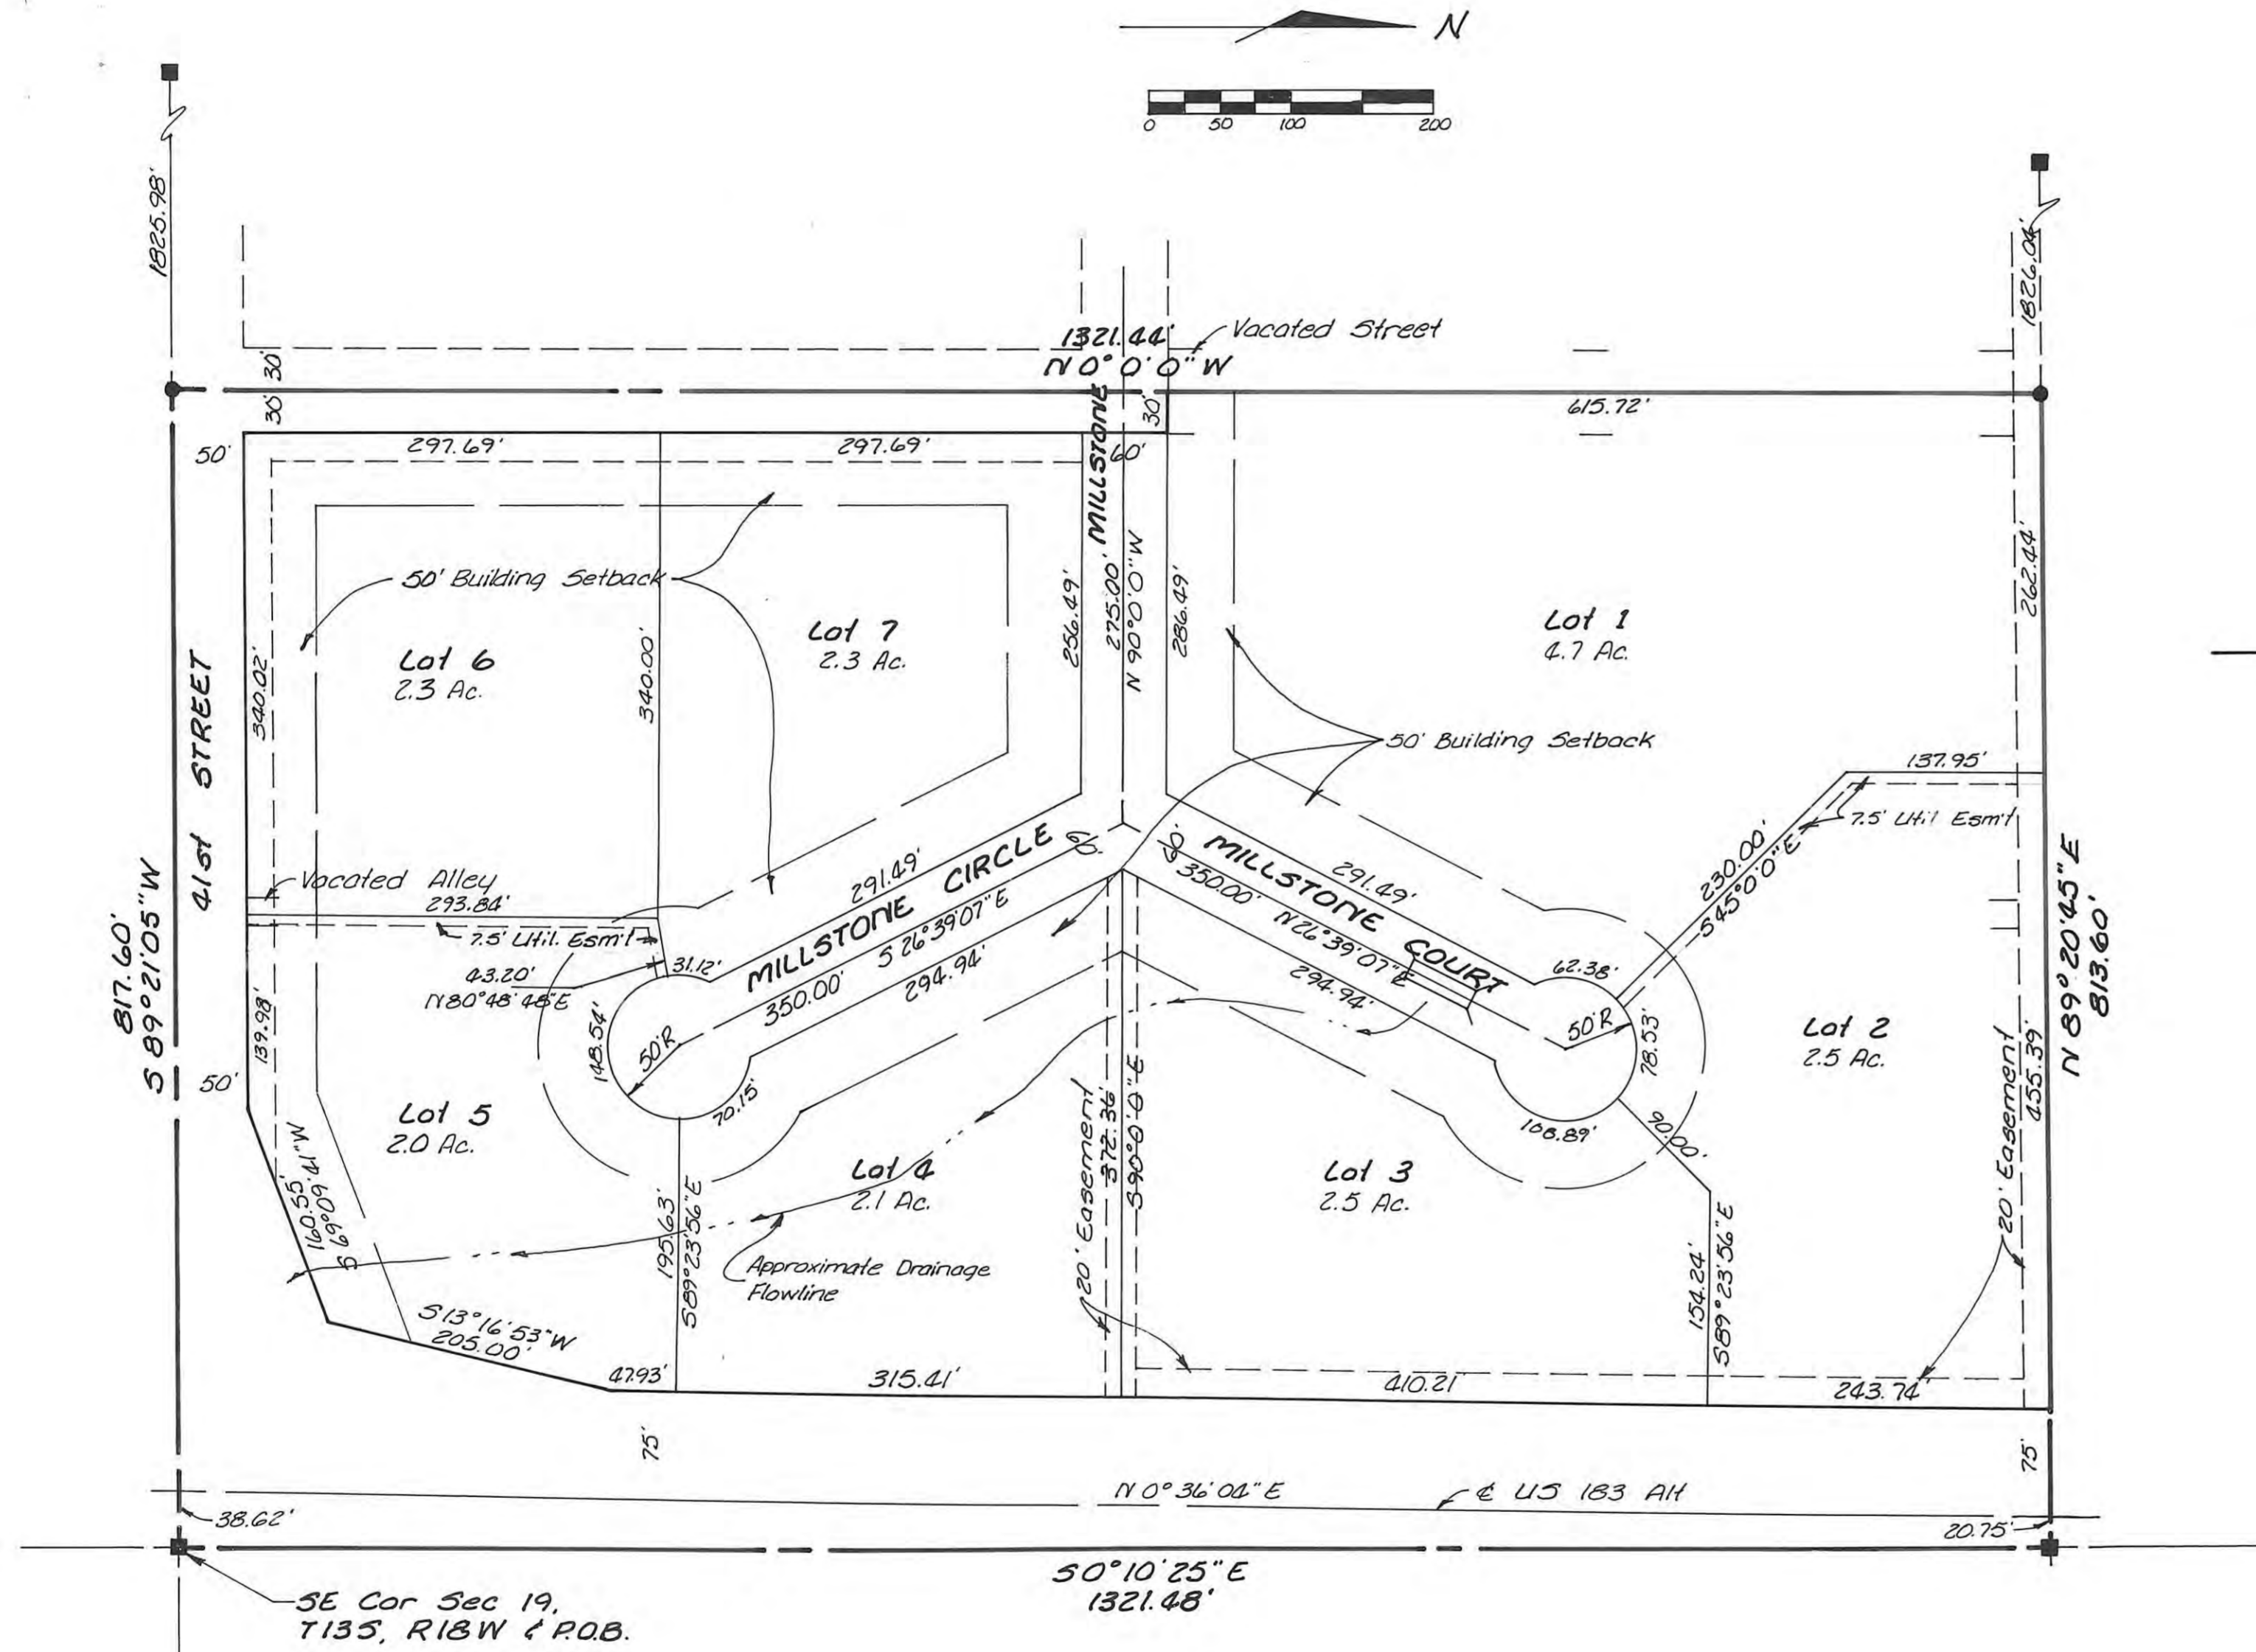 N
0 50 100 200
1825.98'
1826.04'
1321.44'
N 0° 0' 0" W
Vacated Street
30'
30'
30'
615.72'
50'
297.69'
297.69'
60'
MILLSTONE
50' Building Setback
Lot 6
2.3 Ac.
Lot 7
2.3 Ac.
Lot 1
4.7 Ac.
340.02'
340.00'
256.49'
275.00'
N 90°0'0" W
286.49'
262.44'
41st STREET
817.60'
S 89°21'05" W
50' Building Setback
137.95'
7.5' Util Esm't
230.00'
S 45°0'0" E
N 89°20'45" E
813.60'
Vacated Alley
293.84'
7.5' Util. Esm't
43.20'
N80°48'48"E
31.12'
291.49'
MILLSTONE CIRCLE
60'
350.00' S 26°39'07" E
294.94'
60'
MILLSTONE COURT
291.49'
350.00' N 26°39'07" E
℄
294.94'
62.38'
50'R
78.53'
108.89'
90.00'
148.54'
50'R
70.15'
139.98'
50'
Lot 5
2.0 Ac.
Lot 4
2.1 Ac.
Lot 3
2.5 Ac.
Lot 2
2.5 Ac.
160.55'
S 69°09'41" W
195.63'
S89°23'56"E
Approximate Drainage
Flowline
20' Easement
372.36'
S 90°0'0" E
154.24'
S89°23'56"E
20' Easement
455.39'
S 13°16'53" W
205.00'
47.93'
315.41'
410.21'
243.74'
75'
75'
N 0°36'04" E
℄ US 183 Alt
38.62'
20.75'
S 0°10'25" E
1321.48'
SE Cor Sec 19,
T13S, R18W & P.O.B.